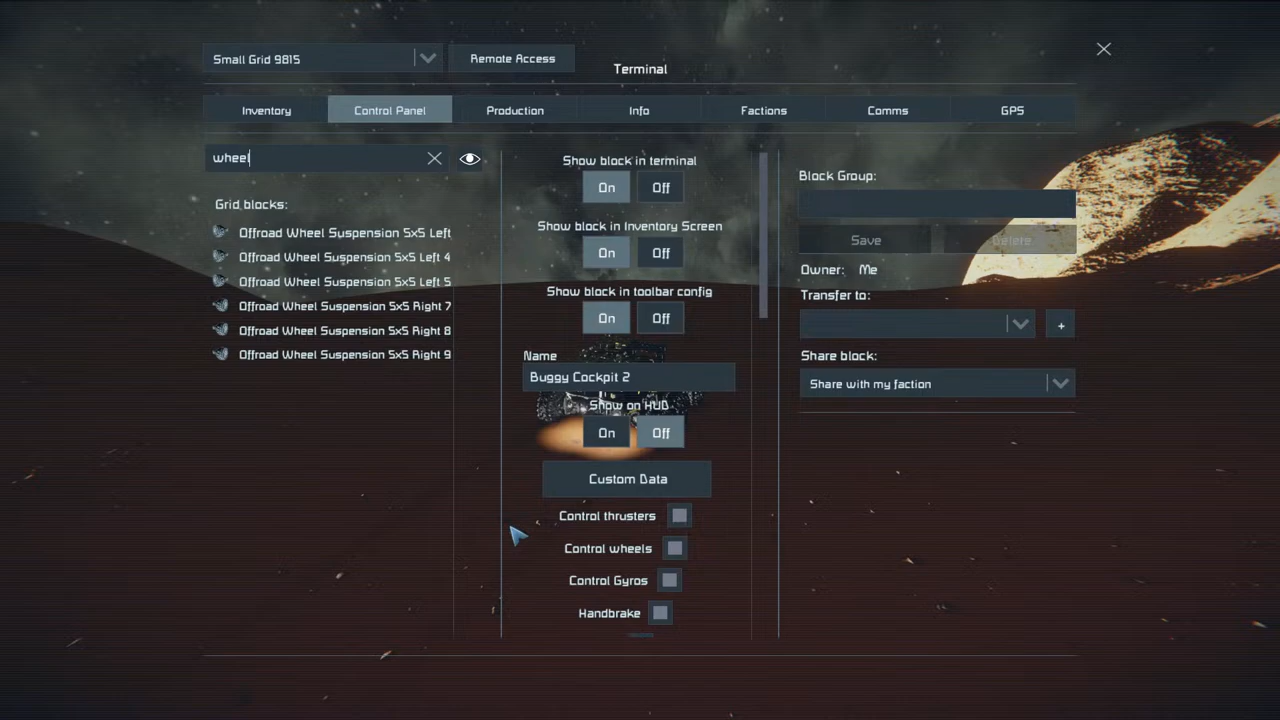 Small Grid 9815
Remote Access
Terminal
Inventory
Control Panel
Production
Info
Factions
Comms
GPS
wheel
Grid blocks:
Offroad Wheel Suspension 5x5 Left
Offroad Wheel Suspension 5x5 Left 4
Offroad Wheel Suspension 5x5 Left 5
Offroad Wheel Suspension 5x5 Right 7
Offroad Wheel Suspension 5x5 Right 8
Offroad Wheel Suspension 5x5 Right 9
Show block in terminal
On Off
Show block in Inventory Screen
On Off
Show block in toolbar config
On Off
Name
Buggy Cockpit 2
Show on HUD
On Off
Custom Data
Control thrusters
Control wheels
Control Gyros
Handbrake
Block Group:
Save
Delete
Owner: Me
Transfer to:
+
Share block:
Share with my faction